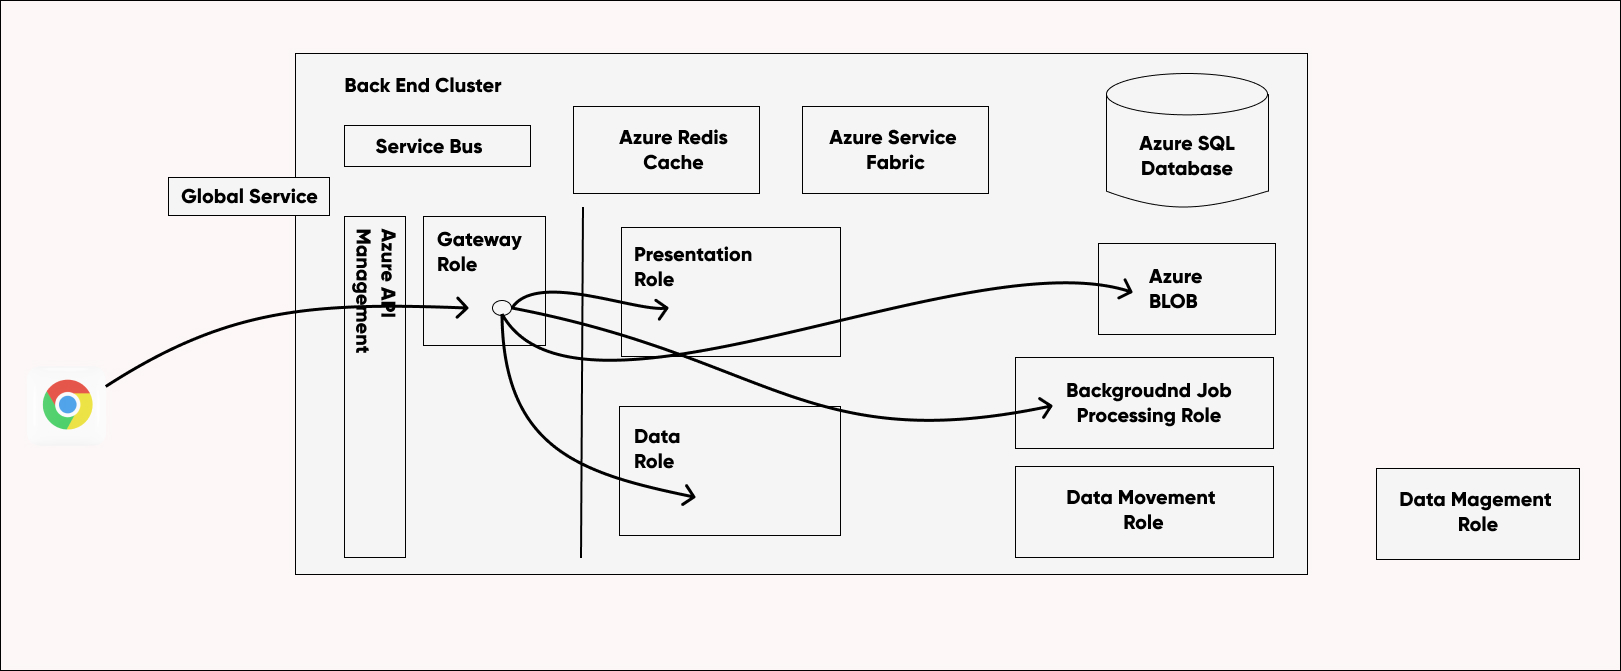 Back End Cluster
Service Bus
Azure Redis
Cache
Azure Service
Fabric
Azure SQL
Database
Global Service
Azure API
Management
Gateway
Role
Presentation
Role
Azure
BLOB
Backgroudnd Job
Processing Role
Data
Role
Data Movement
Role
Data Magement
Role